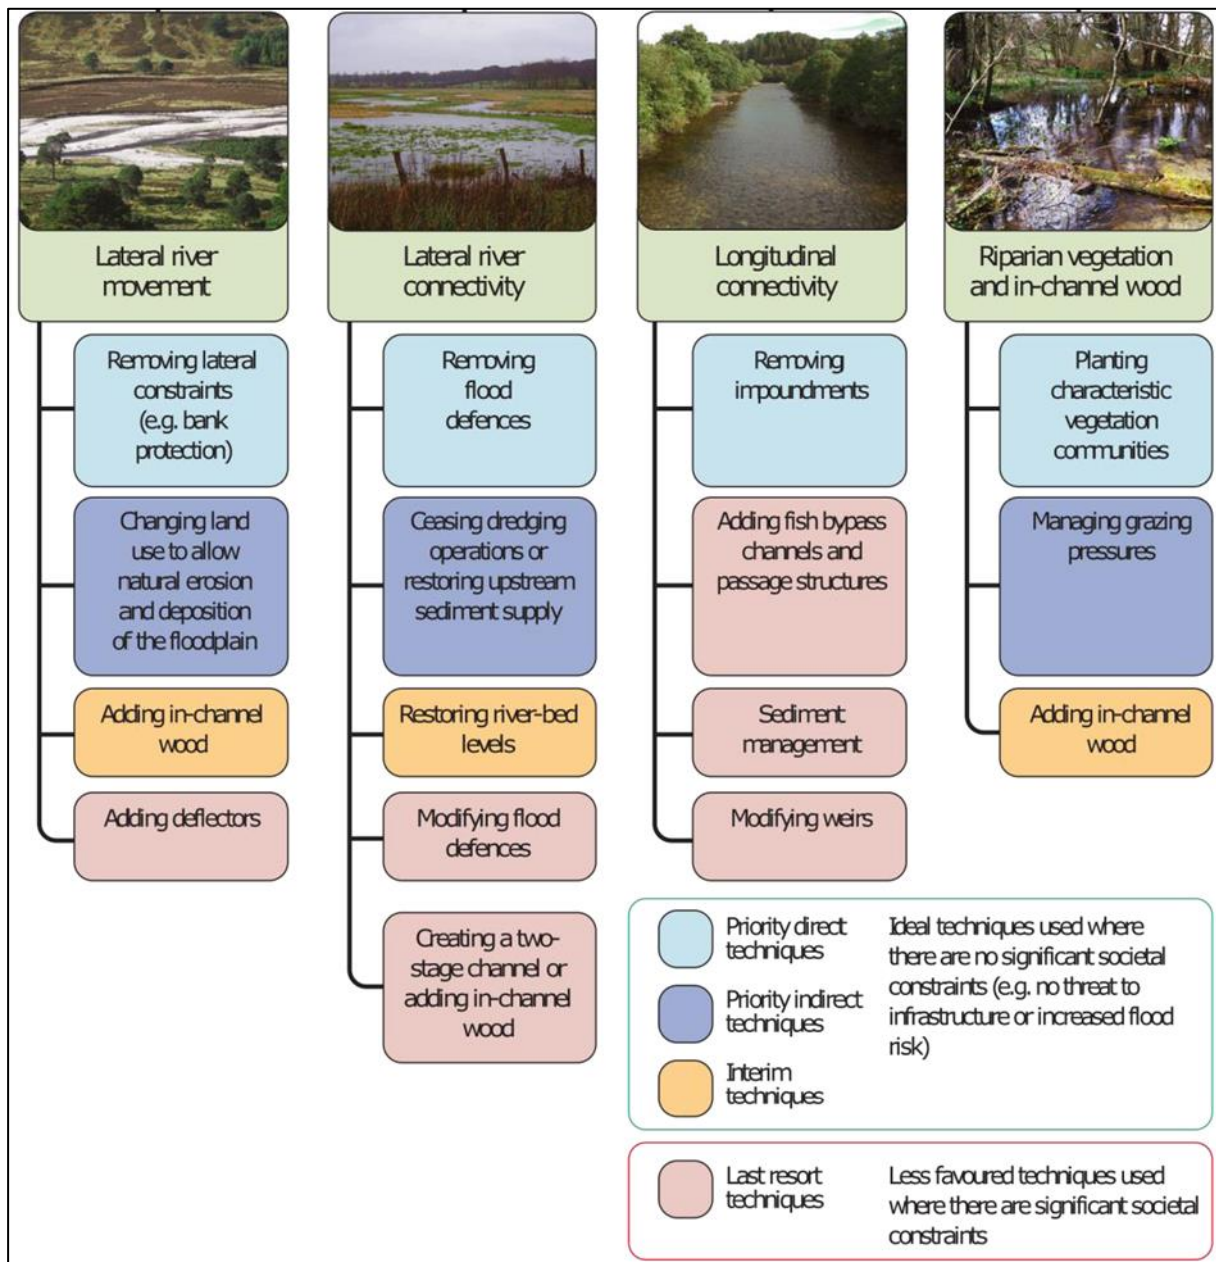 Lateral river
movement
Removing lateral
constraints
(e.g. bank
protection)
Changing land
use to allow
natural erosion
and deposition
of the floodplain
Adding in-channel
wood
Adding deflectors
Lateral river
connectivity
Removing
flood
defences
Ceasing dredging
operations or
restoring upstream
sediment supply
Restoring river-bed
levels
Modifying flood
defences
Creating a two-
stage channel or
adding in-channel
wood
Longitudinal
connectivity
Removing
impoundments
Adding fish bypass
channels and
passage structures
Sediment
management
Modifying weirs
Riparian vegetation
and in-channel wood
Planting
characteristic
vegetation
communities
Managing grazing
pressures
Adding in-channel
wood
Priority direct
techniques
Priority indirect
techniques
Interim
techniques
Ideal techniques used where
there are no significant societal
constraints (e.g. no threat to
infrastructure or increased flood
risk)
Last resort
techniques
Less favoured techniques used
where there are significant societal
constraints